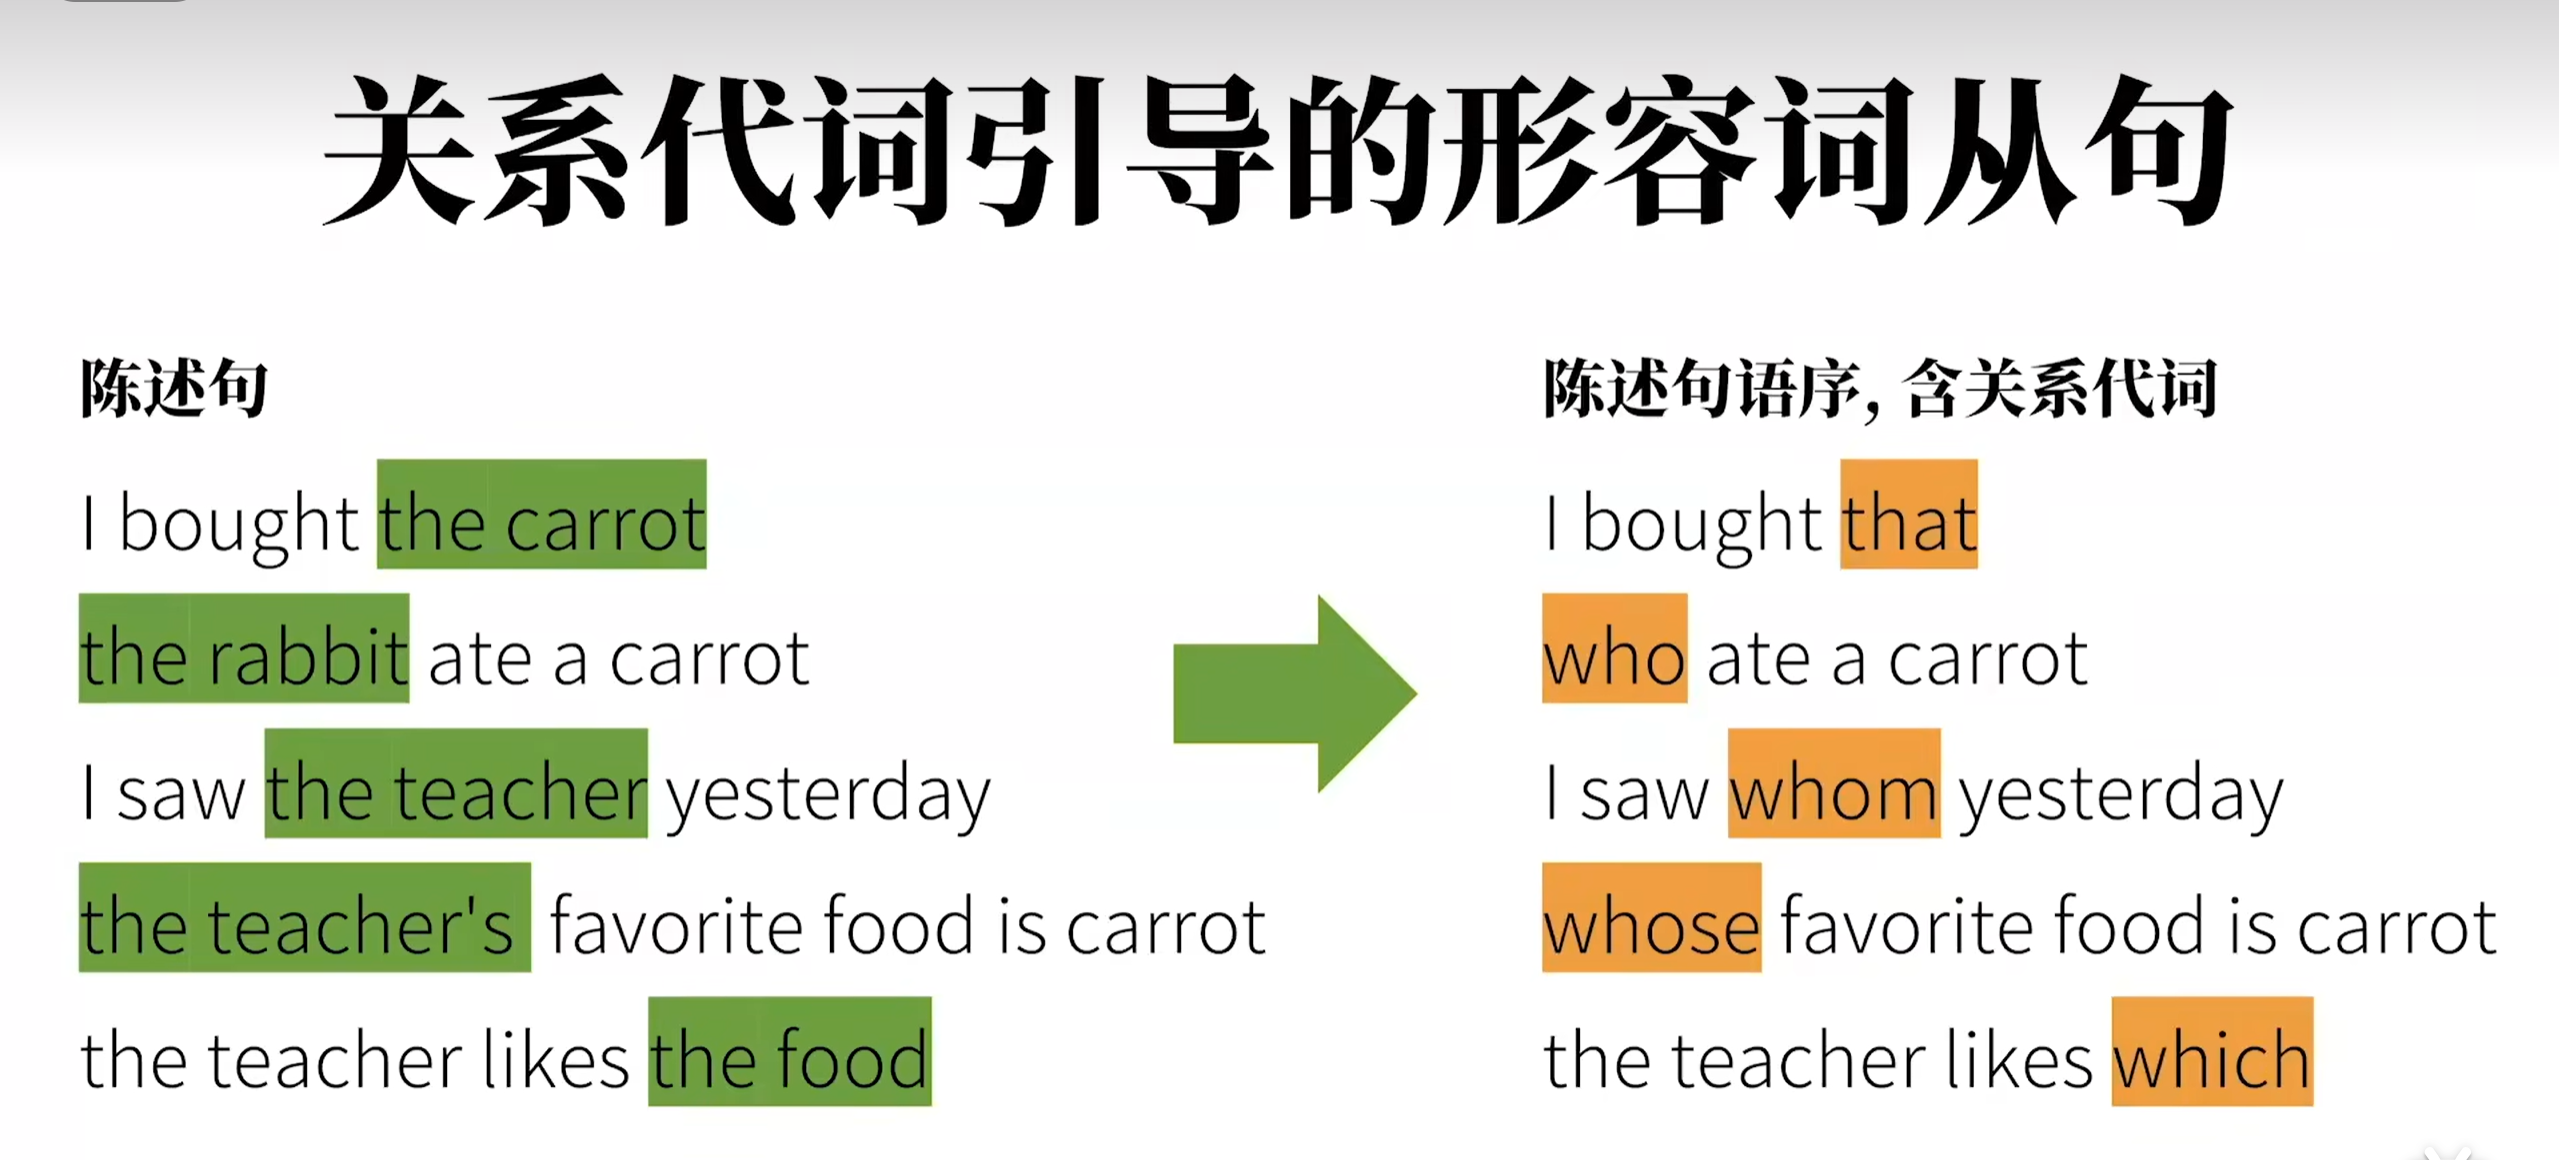 关系代词引导的形容词从句
陈述句
I bought the carrot
the rabbit ate a carrot
I saw the teacher yesterday
the teacher's favorite food is carrot
the teacher likes the food
陈述句语序, 含关系代词
I bought that
who ate a carrot
I saw whom yesterday
whose favorite food is carrot
the teacher likes which